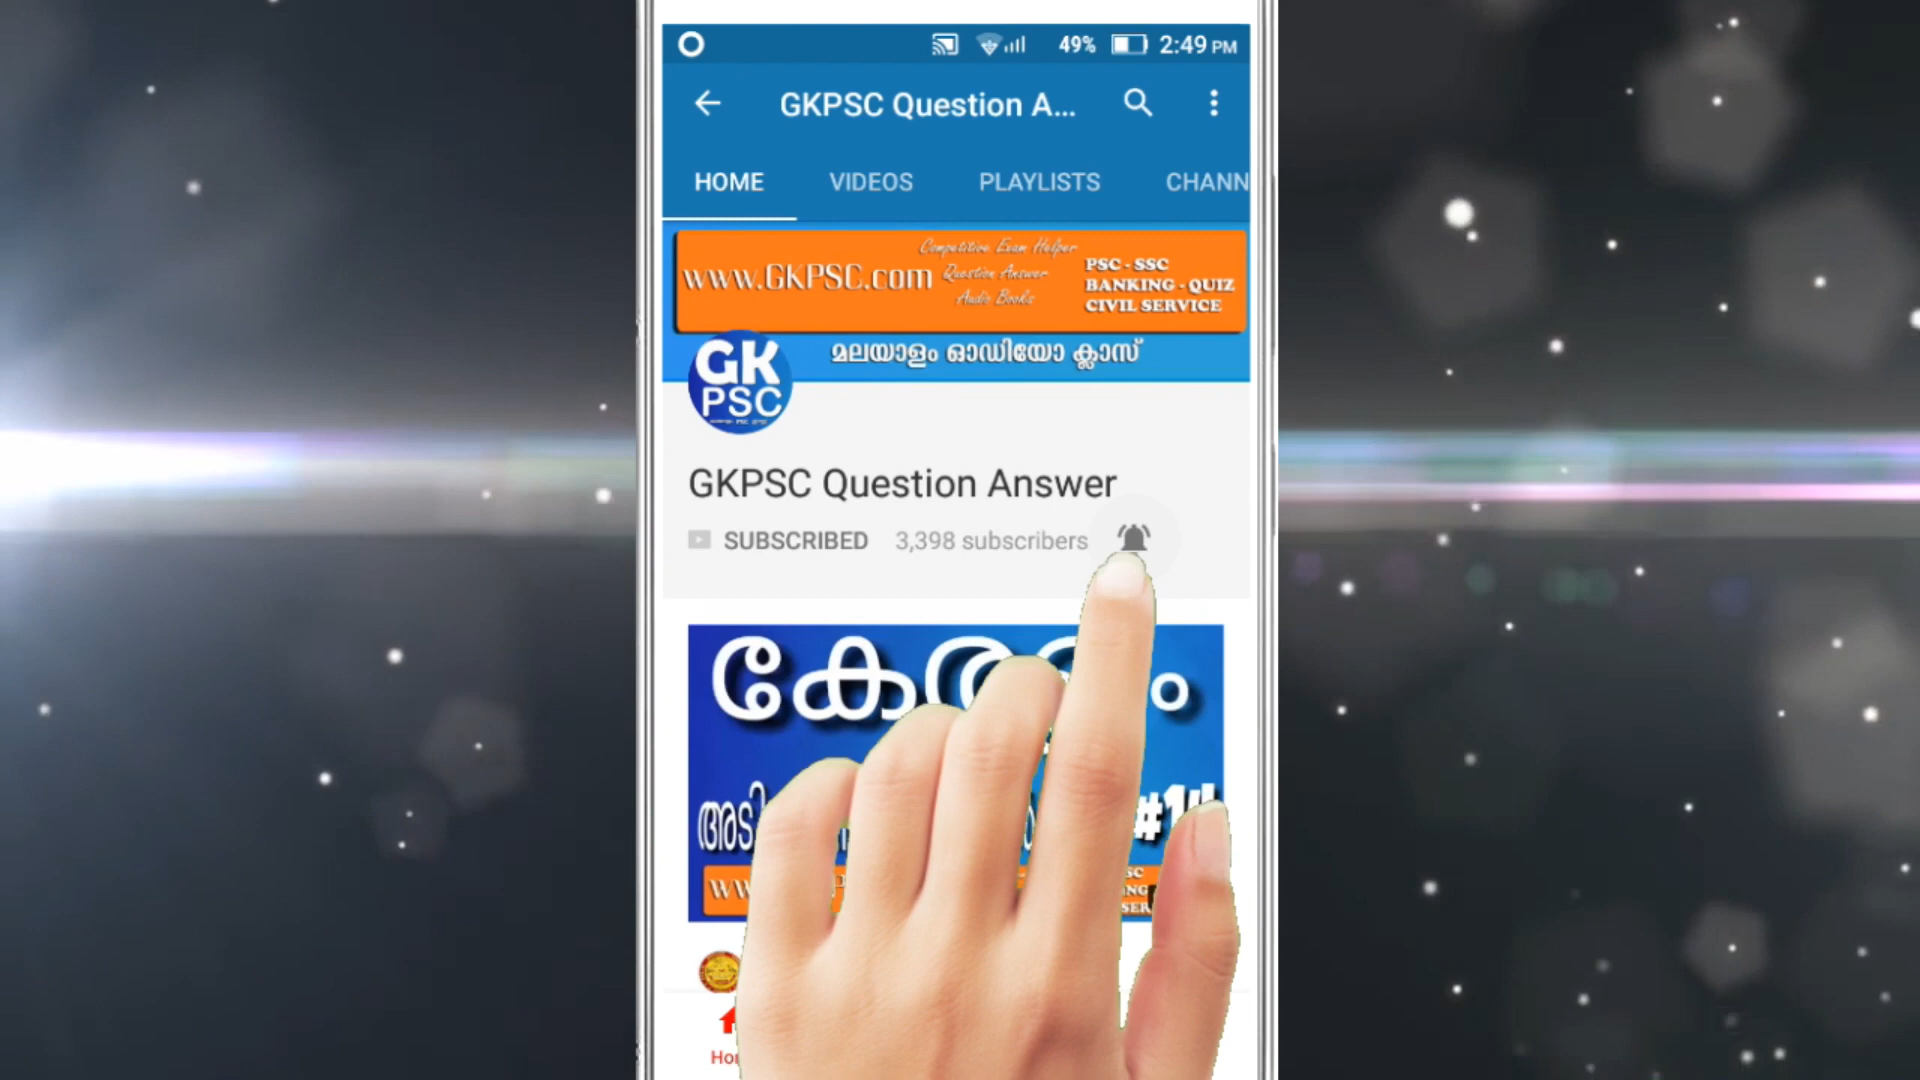 49% 2:49 PM
GKPSC Question A...
HOME VIDEOS PLAYLISTS CHANN
www.GKPSC.com
Competitive Exam Helper
Question Answer
Audio Books
PSC - SSC
BANKING - QUIZ
CIVIL SERVICE
മലയാളം ഓഡിയോ ക്ലാസ്
GK
PSC
GKPSC Question Answer
SUBSCRIBED 3,398 subscribers